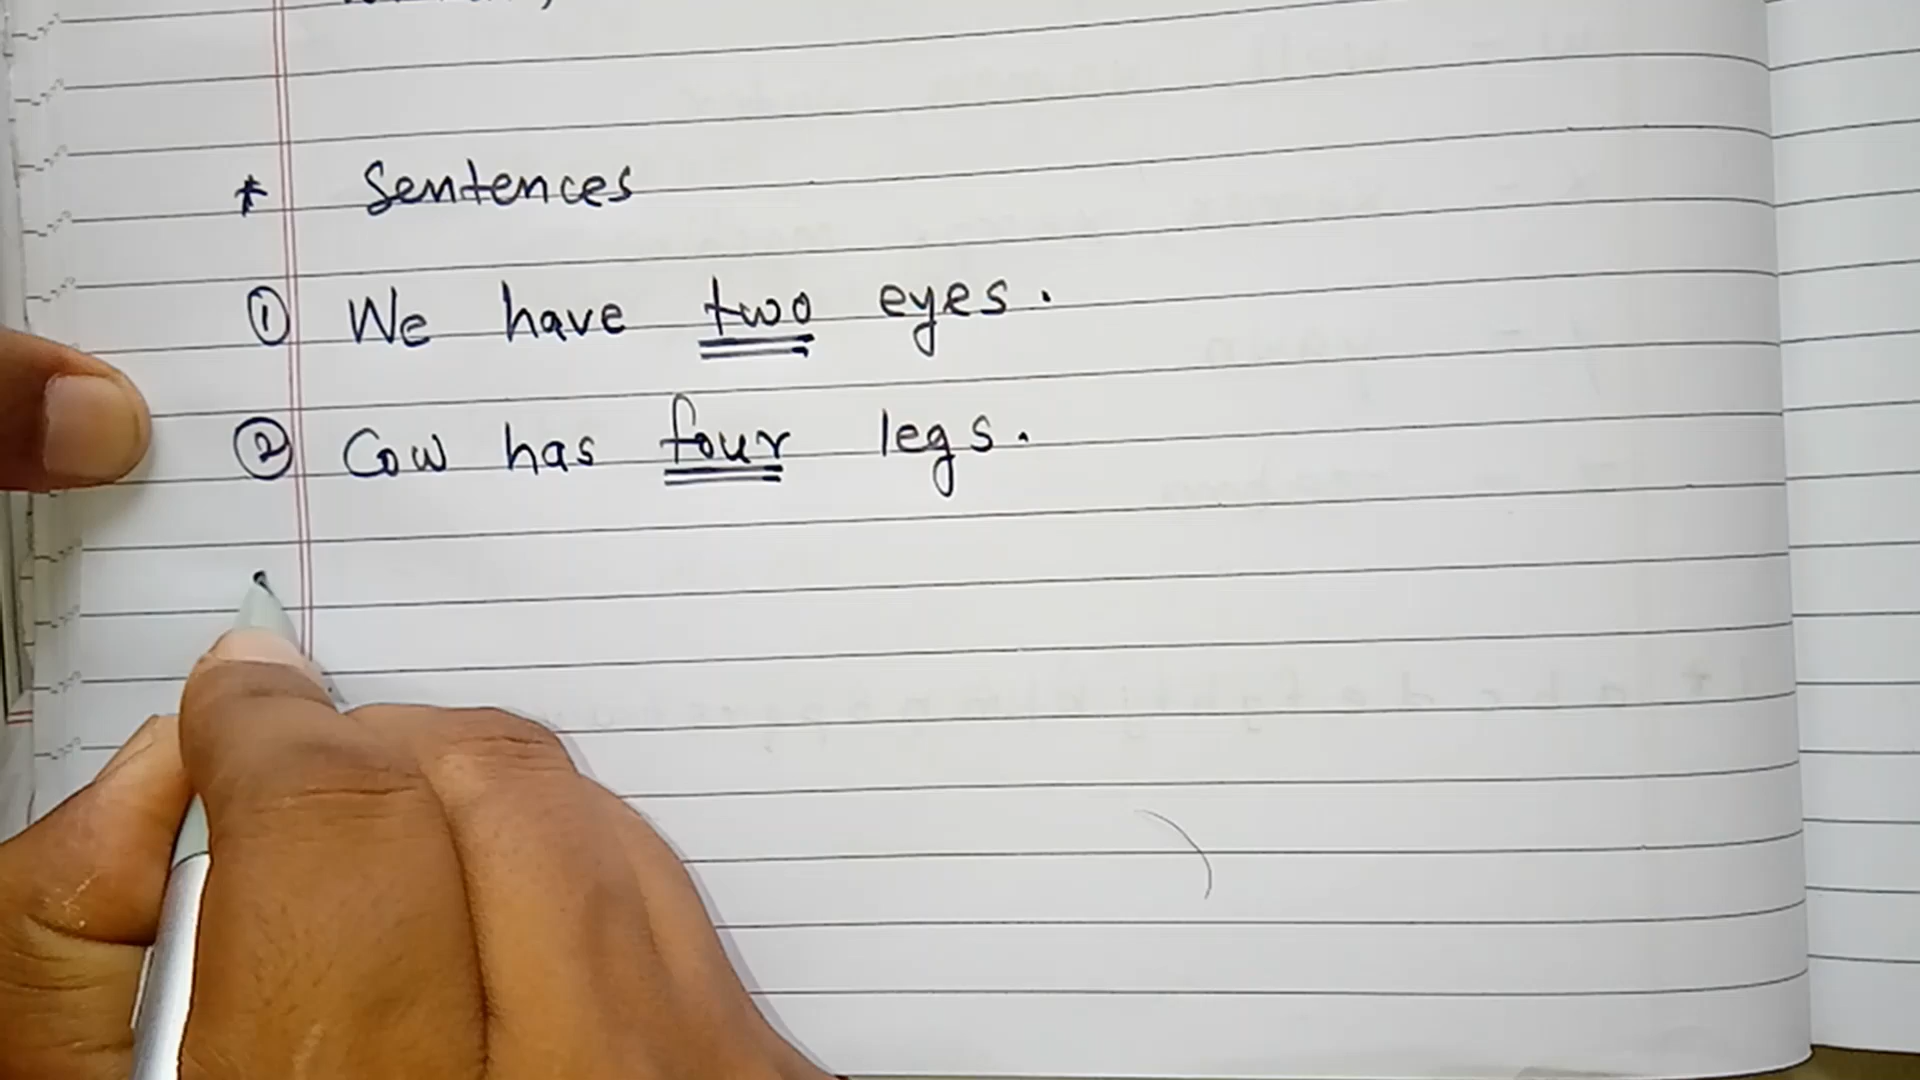 * Sentences
① We have two eyes.
② Cow has four legs.